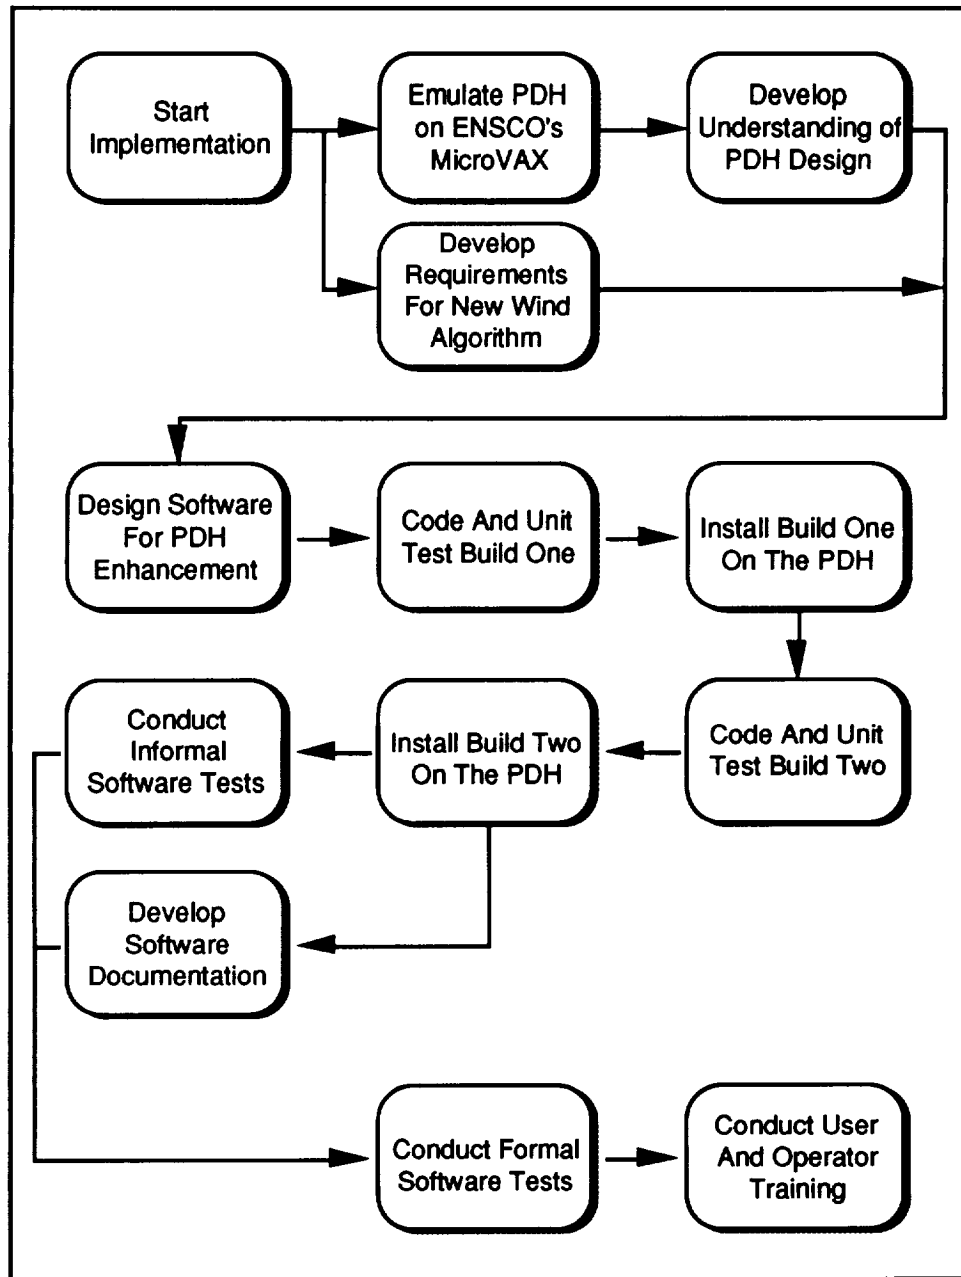 Start
Implementation
Emulate PDH
on ENSCO's
MicroVAX
Develop
Understanding of
PDH Design
Develop
Requirements
For New Wind
Algorithm
Design Software
For PDH
Enhancement
Code And Unit
Test Build One
Install Build One
On The PDH
Conduct
Informal
Software Tests
Install Build Two
On The PDH
Code And Unit
Test Build Two
Develop
Software
Documentation
Conduct Formal
Software Tests
Conduct User
And Operator
Training